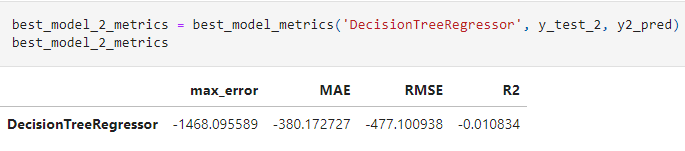 best_model_2_metrics = best_model_metrics('DecisionTreeRegressor', y_test_2, y2_pred)
best_model_2_metrics
max_error MAE RMSE R2
DecisionTreeRegressor -1468.095589 -380.172727 -477.100938 -0.010834